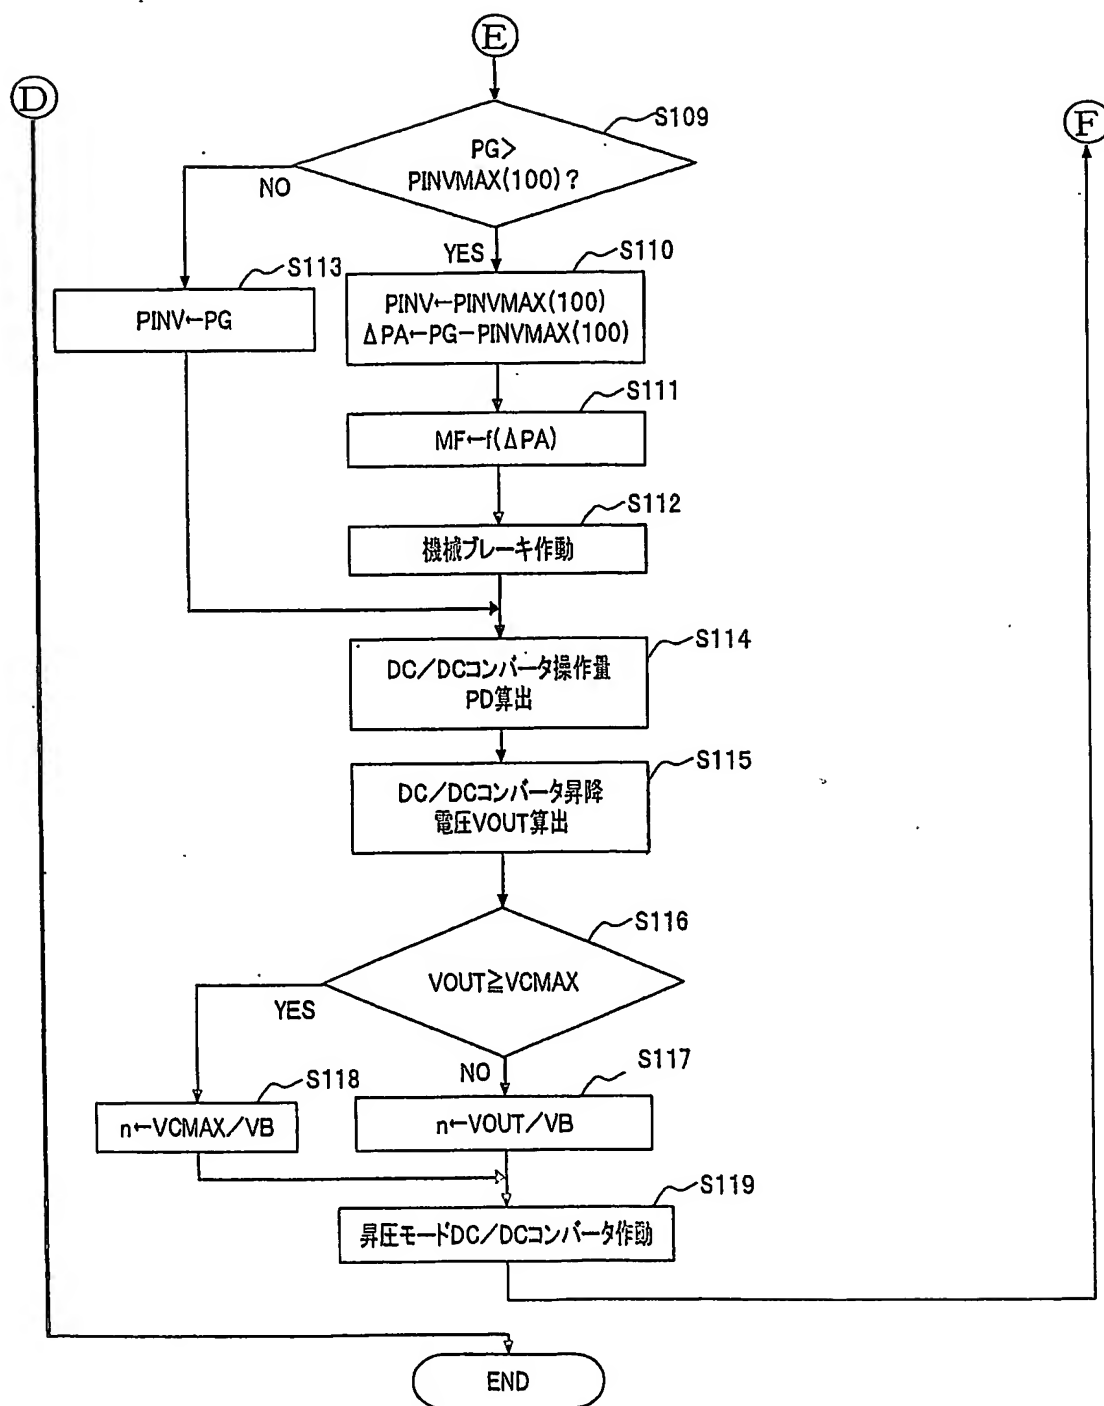 E
D
F
S109
PG>
PINVMAX(100)?
NO
YES
S110
S113
PINV←PG
PINV←PINVMAX(100)
ΔPA←PG−PINVMAX(100)
S111
MF←f(ΔPA)
S112
機械ブレーキ作動
S114
DC/DCコンバータ操作量
PD算出
S115
DC/DCコンバータ昇降
電圧VOUT算出
S116
VOUT≧VCMAX
YES
NO
S117
S118
n←VCMAX/VB
n←VOUT/VB
S119
昇圧モードDC/DCコンバータ作動
END